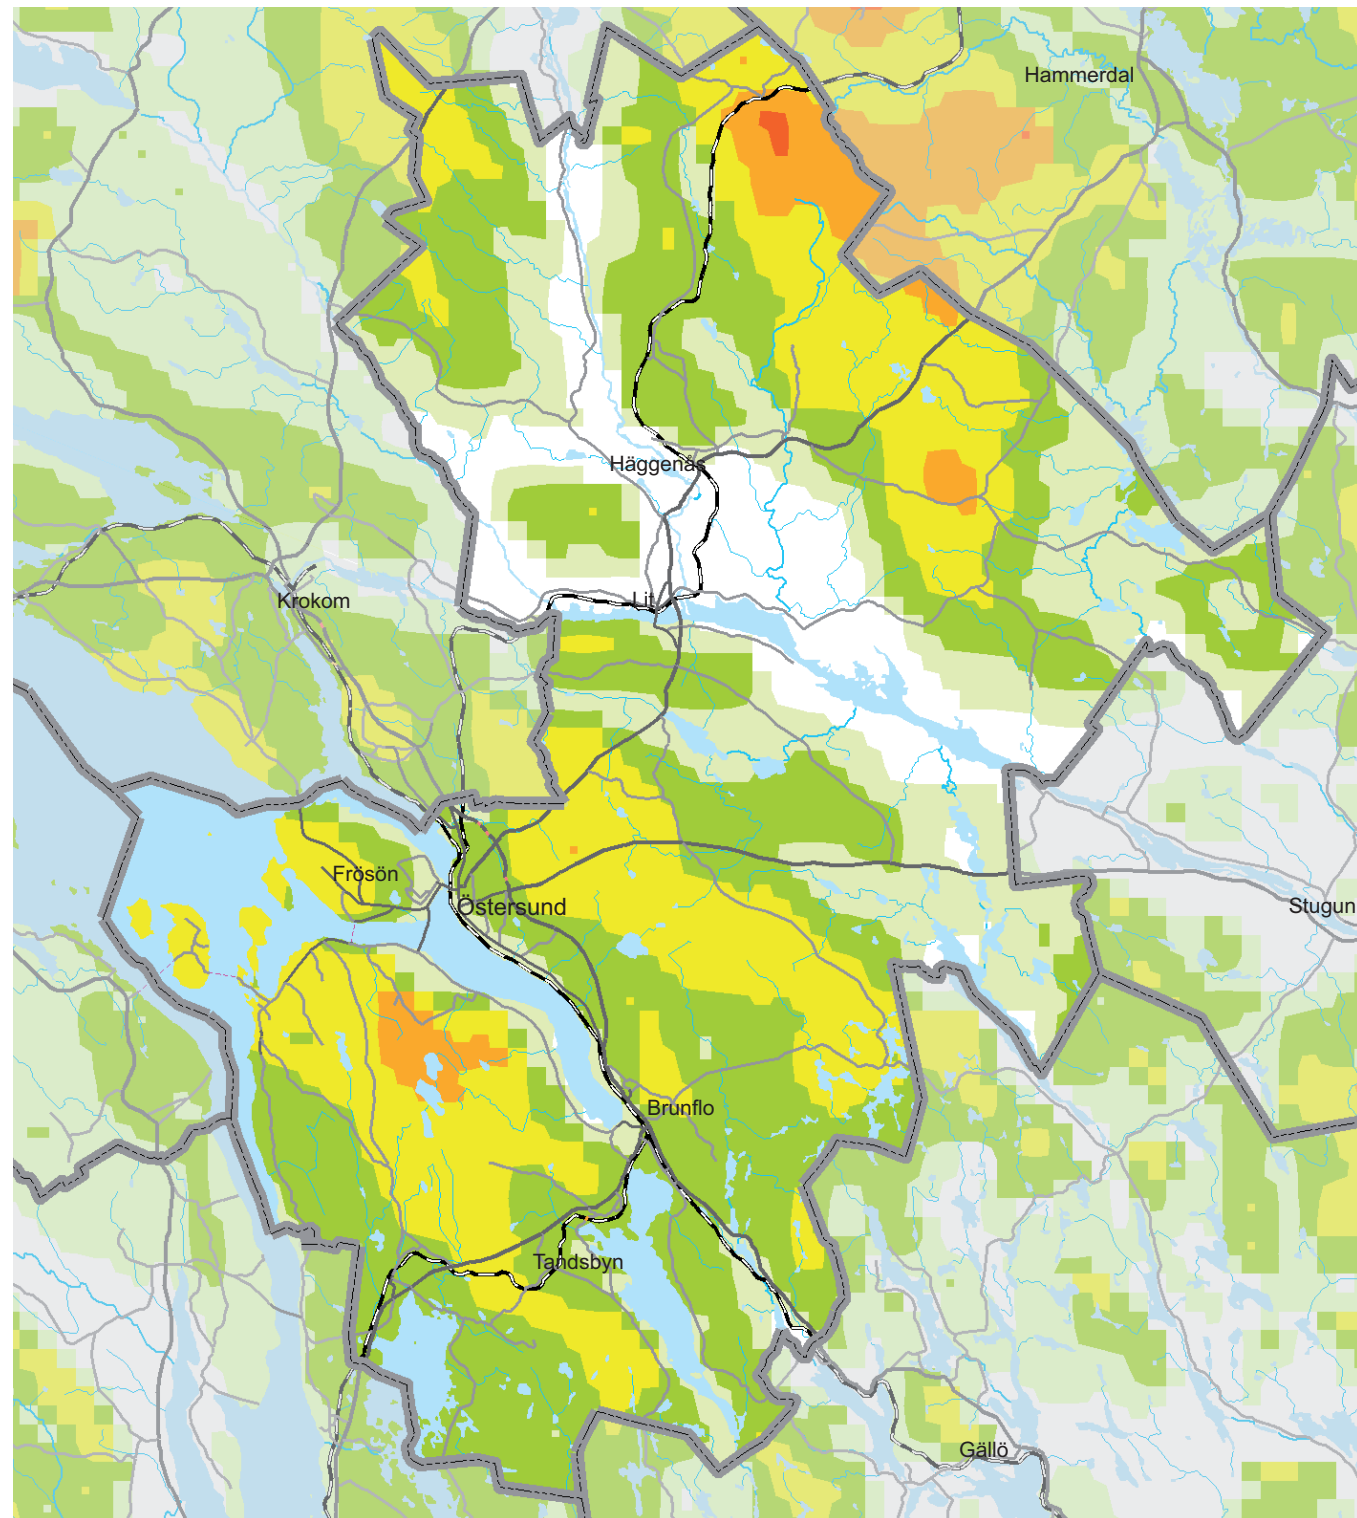 Hammerdal
Häggenås
Krokom
Lit
Frösön
Östersund
Stugun
Brunflo
Tandsbyn
Gällö